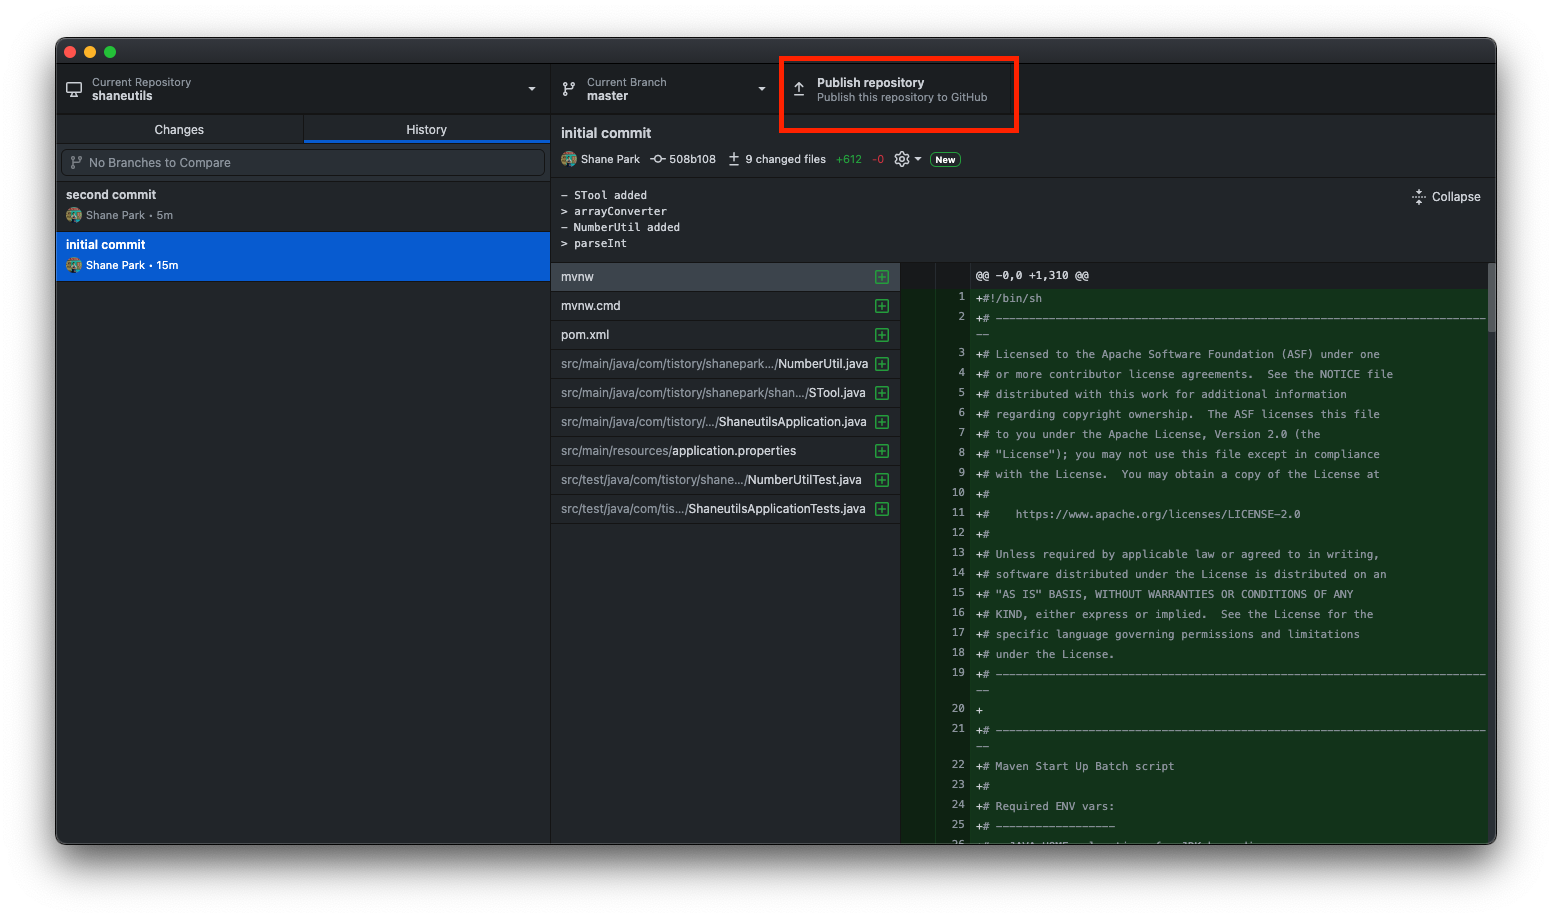 Current Repository
shaneutils
Current Branch
master
Publish repository
Publish this repository to GitHub
Changes
History
No Branches to Compare
second commit
Shane Park • 5m
initial commit
Shane Park • 15m
initial commit
Shane Park 508b108 9 changed files +612 -0 New
- STool added
> arrayConverter
- NumberUtil added
> parseInt
Collapse
mvnw
mvnw.cmd
pom.xml
src/main/java/com/tistory/shanepark.../NumberUtil.java
src/main/java/com/tistory/shanepark/shan.../STool.java
src/main/java/com/tistory/.../ShaneutilsApplication.java
src/main/resources/application.properties
src/test/java/com/tistory/shane.../NumberUtilTest.java
src/test/java/com/tis.../ShaneutilsApplicationTests.java
@@ -0,0 +1,310 @@
1 +#!/bin/sh
2 +# --------------------------------------------------------------------------
--
3 +# Licensed to the Apache Software Foundation (ASF) under one
4 +# or more contributor license agreements.  See the NOTICE file
5 +# distributed with this work for additional information
6 +# regarding copyright ownership.  The ASF licenses this file
7 +# to you under the Apache License, Version 2.0 (the
8 +# "License"); you may not use this file except in compliance
9 +# with the License.  You may obtain a copy of the License at
10 +#
11 +#    https://www.apache.org/licenses/LICENSE-2.0
12 +#
13 +# Unless required by applicable law or agreed to in writing,
14 +# software distributed under the License is distributed on an
15 +# "AS IS" BASIS, WITHOUT WARRANTIES OR CONDITIONS OF ANY
16 +# KIND, either express or implied.  See the License for the
17 +# specific language governing permissions and limitations
18 +# under the License.
19 +# --------------------------------------------------------------------------
--
20 +
21 +# --------------------------------------------------------------------------
--
22 +# Maven Start Up Batch script
23 +#
24 +# Required ENV vars:
25 +# ------------------